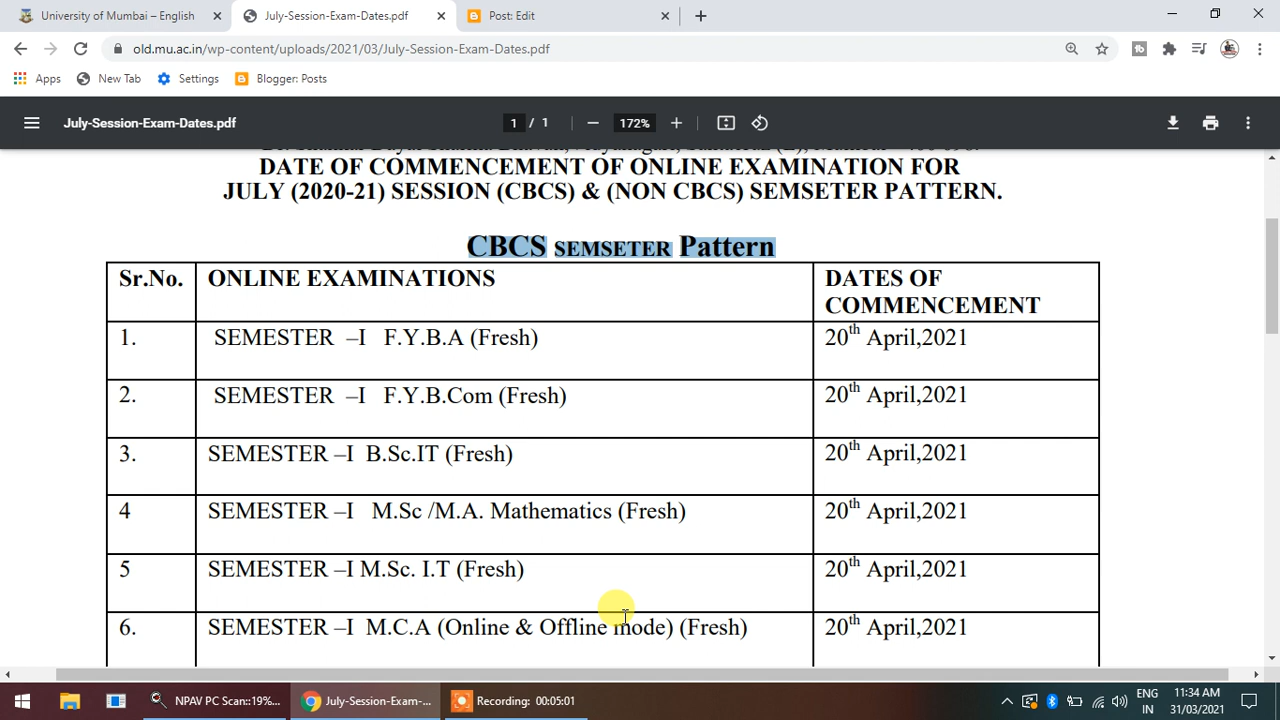 University of Mumbai – English
July-Session-Exam-Dates.pdf
Post: Edit
old.mu.ac.in/wp-content/uploads/2021/03/July-Session-Exam-Dates.pdf
Apps
New Tab
Settings
Blogger: Posts
July-Session-Exam-Dates.pdf
1 / 1
172%
DATE OF COMMENCEMENT OF ONLINE EXAMINATION FOR
JULY (2020-21) SESSION (CBCS) & (NON CBCS) SEMSETER PATTERN.
CBCS SEMSETER Pattern
Sr.No. ONLINE EXAMINATIONS DATES OF
COMMENCEMENT
1. SEMESTER –I F.Y.B.A (Fresh) 20th April,2021
2. SEMESTER –I F.Y.B.Com (Fresh) 20th April,2021
3. SEMESTER –I B.Sc.IT (Fresh) 20th April,2021
4 SEMESTER –I M.Sc /M.A. Mathematics (Fresh) 20th April,2021
5 SEMESTER –I M.Sc. I.T (Fresh) 20th April,2021
6. SEMESTER –I M.C.A (Online & Offline mode) (Fresh) 20th April,2021
NPAV PC Scan::19%...
July-Session-Exam-...
Recording: 00:05:01
ENG
IN
11:34 AM
31/03/2021